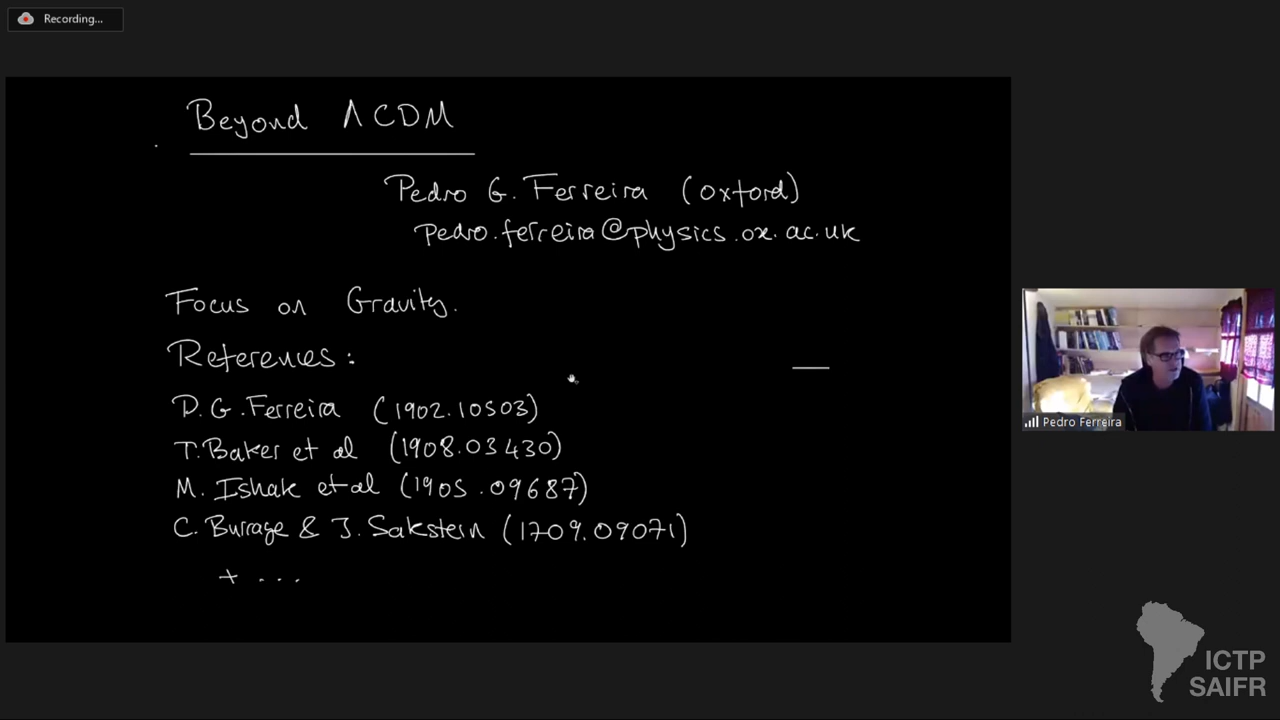 Recording...
Beyond ΛCDM
Pedro G. Ferreira (Oxford)
pedro.ferreira@physics.ox.ac.uk
Focus on Gravity.
References:
P. G. Ferreira (1902.10503)
T. Baker et al (1908.03430)
M. Ishak et al (1905.09687)
C. Burrage & J. Sakstein (1709.09071)
+ ...
Pedro Ferreira
ICTP
SAIFR